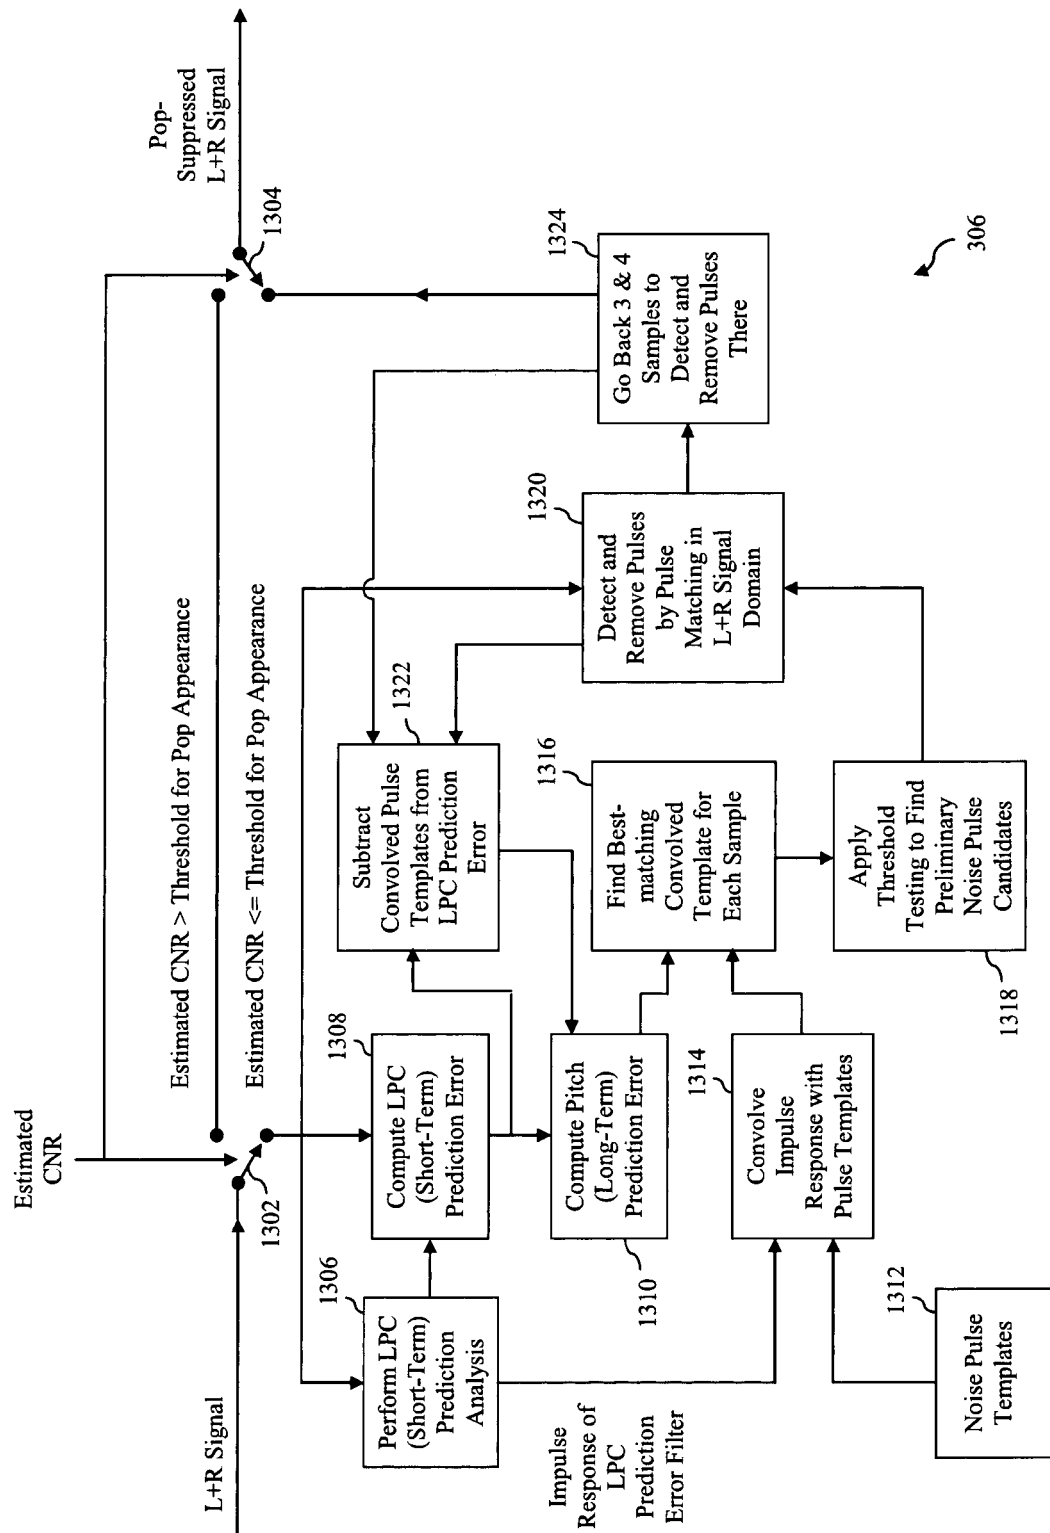 Estimated
CNR
L+R Signal
1302
Estimated CNR > Threshold for Pop Appearance
Estimated CNR <= Threshold for Pop Appearance
1304
Pop-
Suppressed
L+R Signal
1306
Perform LPC
(Short-Term)
Prediction
Analysis
1308
Compute LPC
(Short-Term)
Prediction Error
1322
Subtract
Convolved Pulse
Templates from
LPC Prediction
Error
1320
Detect and
Remove Pulses
by Pulse
Matching in
L+R Signal
Domain
1324
Go Back 3 & 4
Samples to
Detect and
Remove Pulses
There
Impulse
Response of
LPC
Prediction
Error Filter
1310
Compute Pitch
(Long-Term)
Prediction Error
1316
Find Best-
matching
Convolved
Template for
Each Sample
1314
Convolve
Impulse
Response with
Pulse Templates
1318
Apply
Threshold
Testing to Find
Preliminary
Noise Pulse
Candidates
1312
Noise Pulse
Templates
306